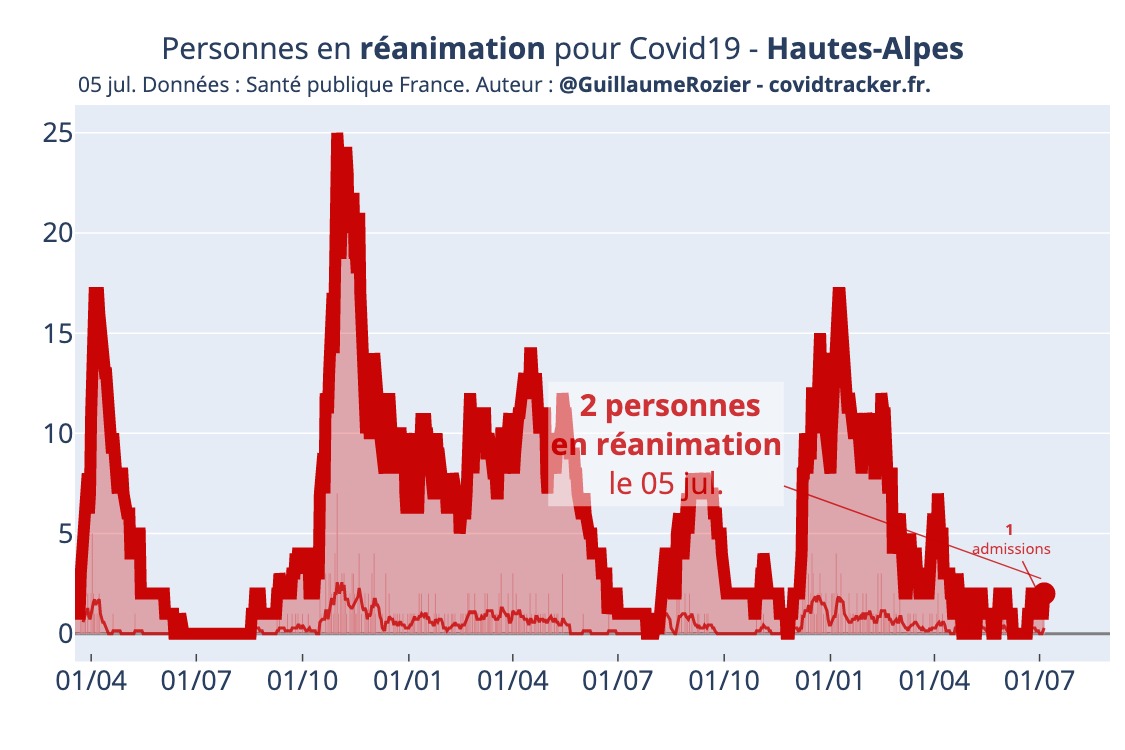 Personnes en réanimation pour Covid19 - Hautes-Alpes
05 jul. Données : Santé publique France. Auteur : @GuillaumeRozier - covidtracker.fr.
25
20
15
10
5
0
2 personnes
en réanimation
le 05 jul.
1
admissions
01/04 01/07 01/10 01/01 01/04 01/07 01/10 01/01 01/04 01/07